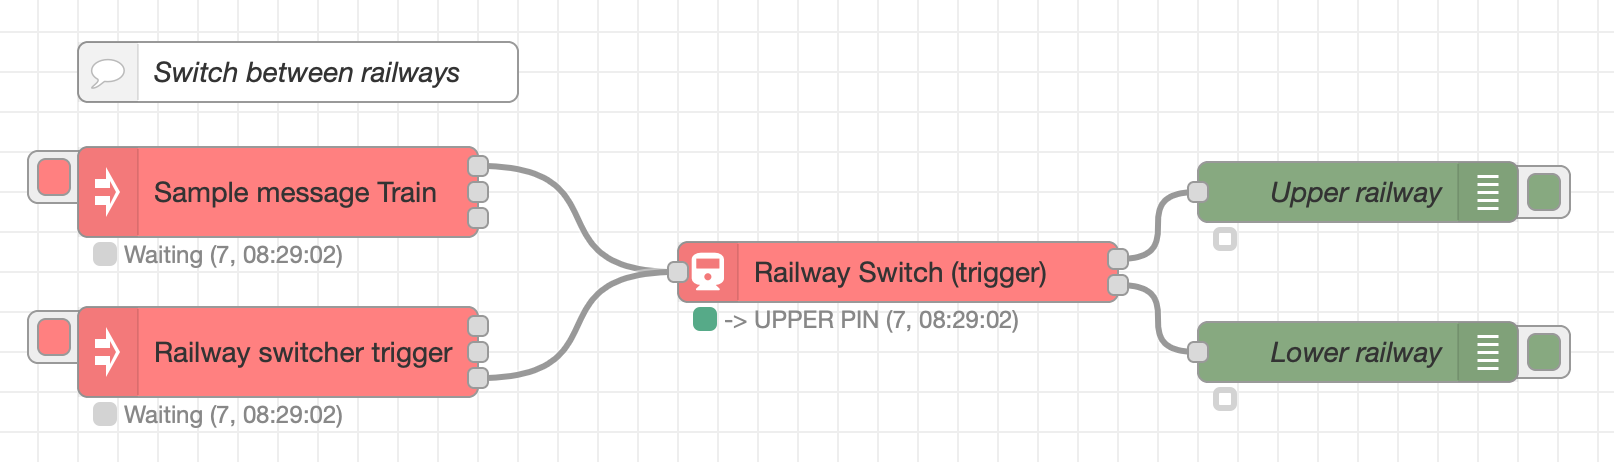 Switch between railways
Sample message Train
Waiting (7, 08:29:02)
Railway switcher trigger
Waiting (7, 08:29:02)
Railway Switch (trigger)
-> UPPER PIN (7, 08:29:02)
Upper railway
Lower railway